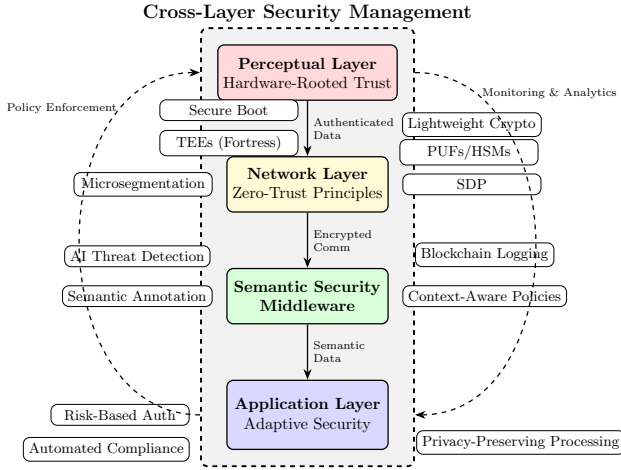 Cross-Layer Security Management
Perceptual Layer
Hardware-Rooted Trust
Policy Enforcement
Monitoring & Analytics
Secure Boot
TEEs (Fortress)
Authenticated
Data
Lightweight Crypto
PUFs/HSMs
Microsegmentation
Network Layer
Zero-Trust Principles
SDP
AI Threat Detection
Encrypted
Comm
Blockchain Logging
Semantic Annotation
Semantic Security
Middleware
Context-Aware Policies
Semantic
Data
Risk-Based Auth
Automated Compliance
Application Layer
Adaptive Security
Privacy-Preserving Processing